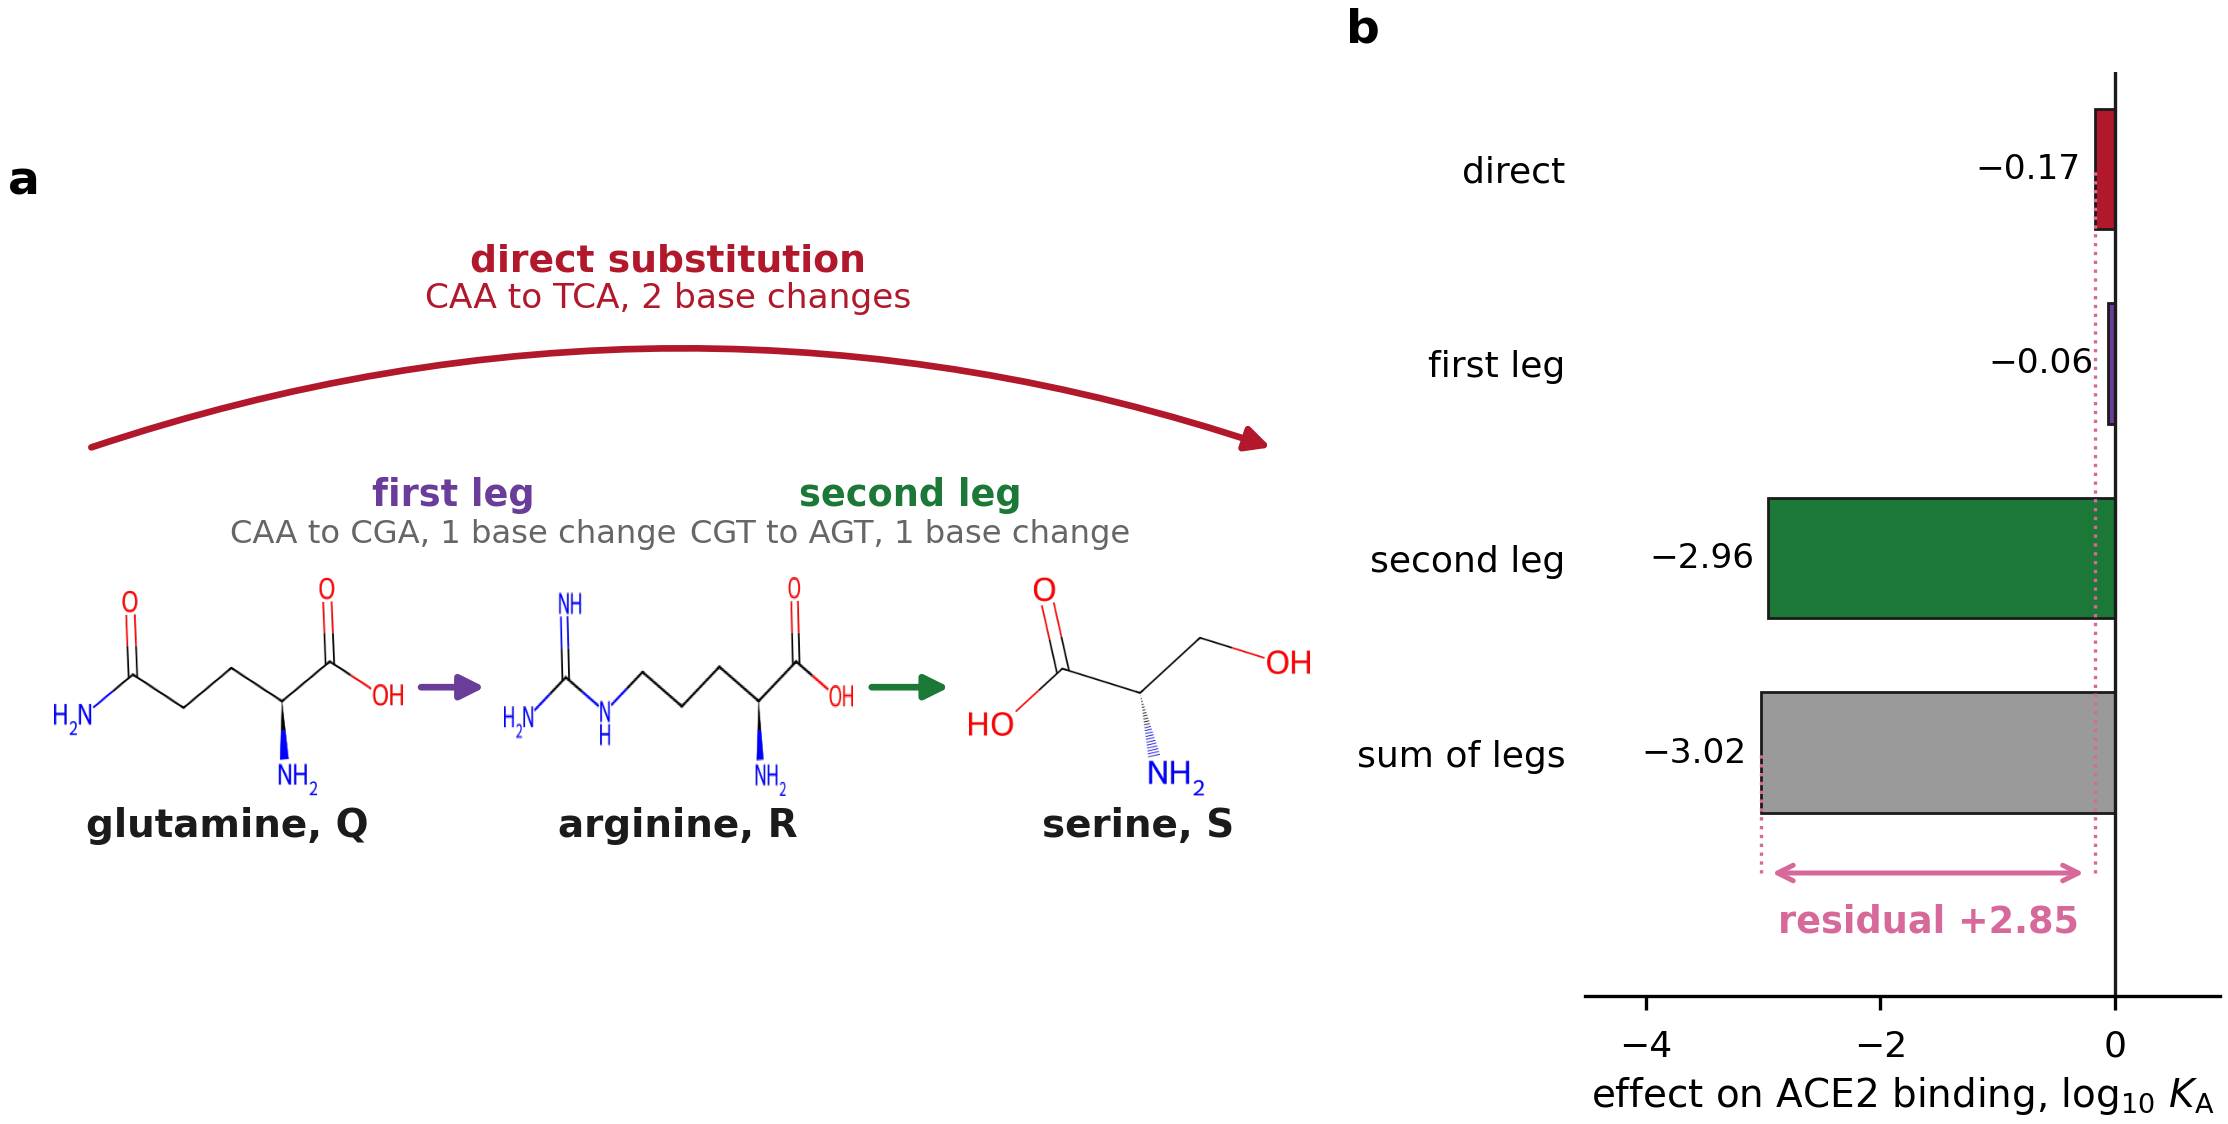 a
direct substitution
CAA to TCA, 2 base changes
first leg
CAA to CGA, 1 base change
second leg
CGT to AGT, 1 base change
O
O
H₂N
OH
NH₂
glutamine, Q
NH
O
H₂N
N
H
OH
NH₂
arginine, R
O
OH
HO
NH₂
serine, S
b
direct
−0.17
first leg
−0.06
second leg
−2.96
sum of legs
−3.02
residual +2.85
−4
−2
0
effect on ACE2 binding, log₁₀ K_A